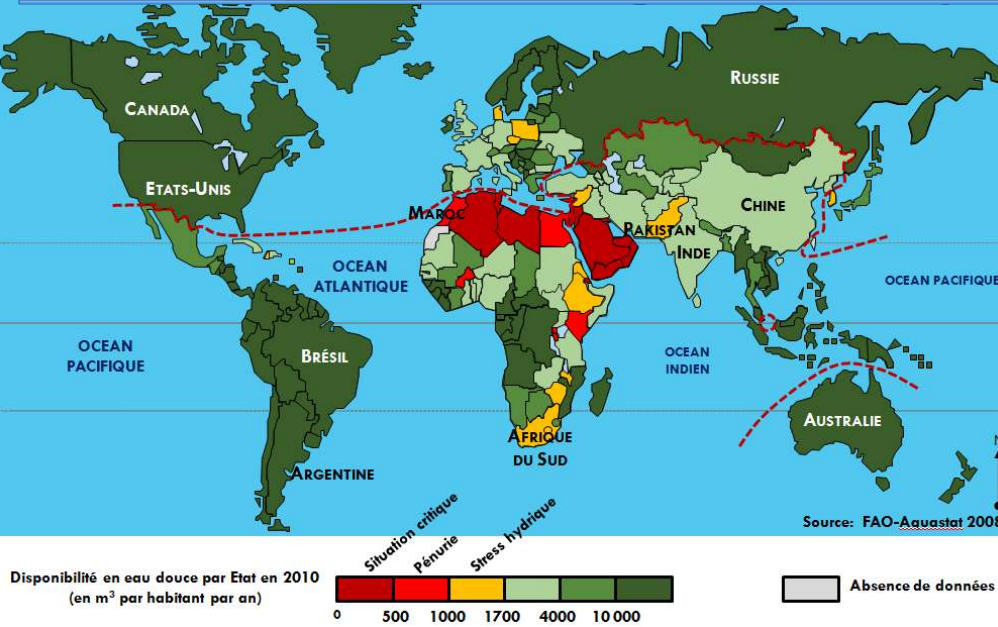 RUSSIE
CANADA
ETATS-UNIS
CHINE
MAROC
PAKISTAN
INDE
OCEAN
ATLANTIQUE
OCEAN PACIFIQUE
OCEAN
PACIFIQUE
BRÉSIL
OCEAN
INDIEN
AUSTRALIE
AFRIQUE
DU SUD
ARGENTINE
Source: FAO-Aquastat 2008
Situation critique
Pénurie
Stress hydrique
Disponibilité en eau douce par Etat en 2010
(en m³ par habitant par an)
0 500 1000 1700 4000 10 000
Absence de données